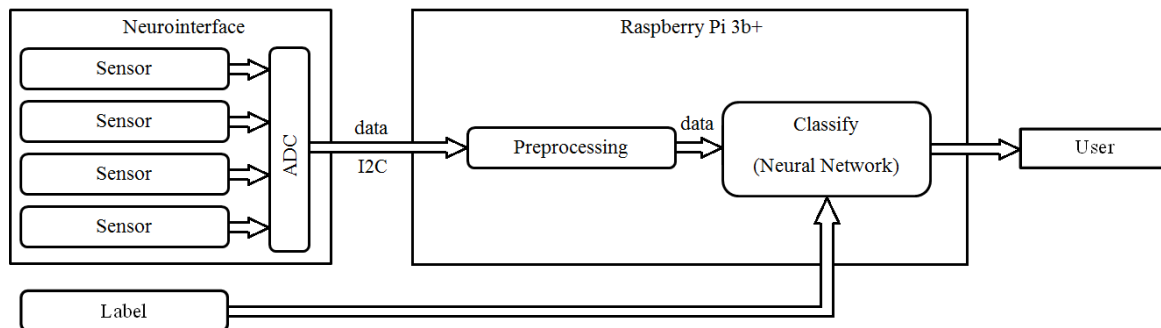 Neurointerface
Sensor
Sensor
Sensor
Sensor
ADC
data
I2C
Raspberry Pi 3b+
Preprocessing
data
Classify
(Neural Network)
User
Label